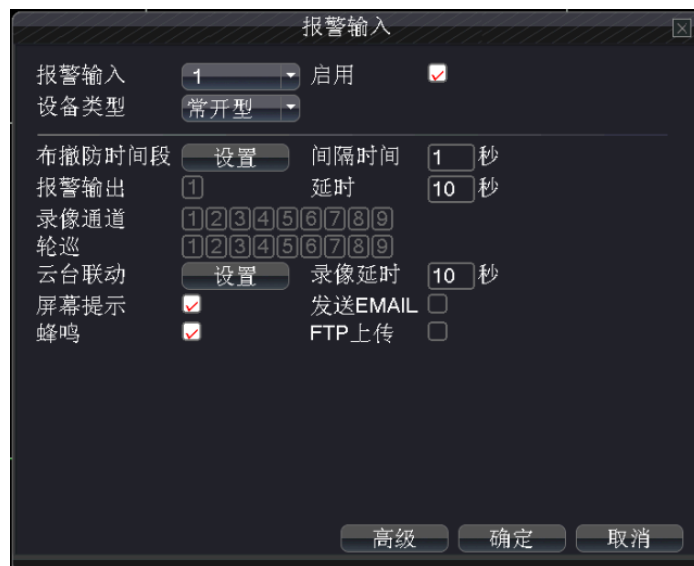 报警输入
报警输入 1 启用
设备类型 常开型
布撤防时间段 设置 间隔时间 1 秒
报警输出 1 延时 10 秒
录像通道 1 2 3 4 5 6 7 8 9
轮巡 1 2 3 4 5 6 7 8 9
云台联动 设置 录像延时 10 秒
屏幕提示 发送EMAIL
蜂鸣 FTP上传
高级 确定 取消